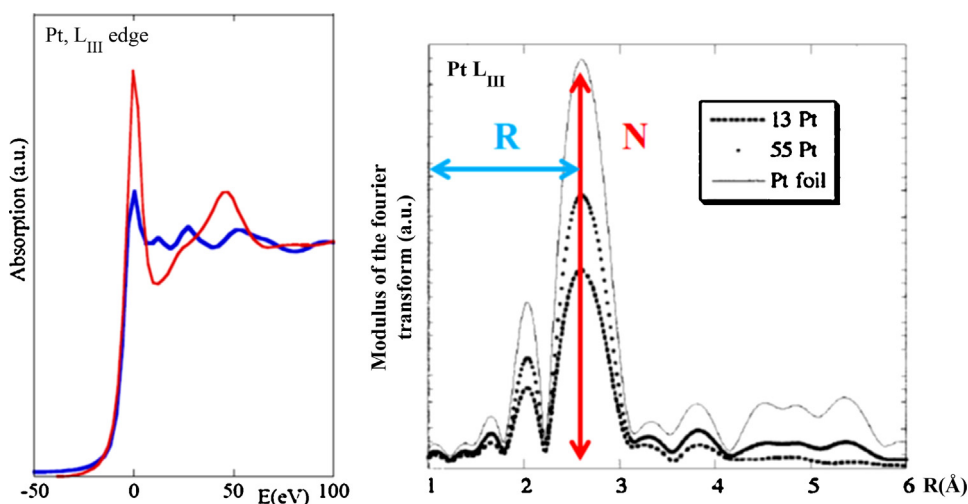 Pt, LIII edge
Absorption (a.u.)
-50 0 50 100
E(eV)
Pt LIII
R
N
13 Pt
55 Pt
Pt foil
Modulus of the fourier
transform (a.u.)
1 2 3 4 5 6 R(Å)